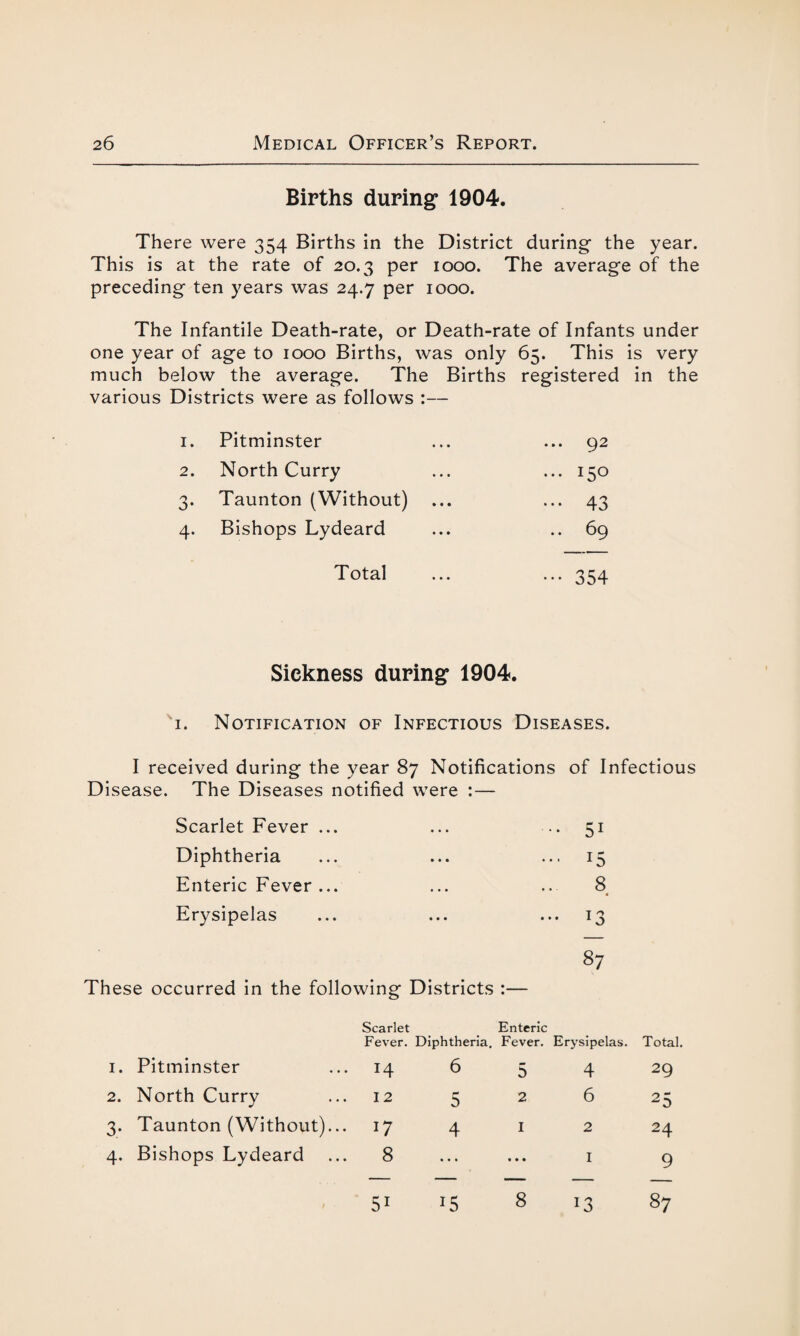 26 Medical Officer's Report.
Births during 1904.
There were 354 Births in the District during the year.
This is at the rate of 20.3 per 1000. The average of the
preceding ten years was 24.7 per 1000.
The Infantile Death-rate, or Death-rate of Infants under
one year of age to 1000 Births, was only 65. This is very
much below the average. The Births registered in the
various Districts were as follows :—
1. Pitminster ... ... 92
2. North Curry ... ... 150
3. Taunton (Without) ... ... 43
4. Bishops Lydeard ... .. 69
Total ... ... 354
Sickness during 1904.
1. Notification of Infectious Diseases.
I received during the year 87 Notifications of Infectious
Disease. The Diseases notified were :—
Scarlet Fever ... ... .. 51
Diphtheria ... ... ... 15
Enteric Fever ... ... .. 8
Erysipelas ... ... ... 13
87
These occurred in the following Districts :—
Scarlet Enteric
Fever. Diphtheria. Fever. Erysipelas. Total.
1. Pitminster ... 14 6 5 4 29
2. North Curry ... 12 5 2 6 25
3. Taunton (Without)... 17 4 1 2 24
4. Bishops Lydeard ... 8 ... ... 1 9
51 15 8 13 87